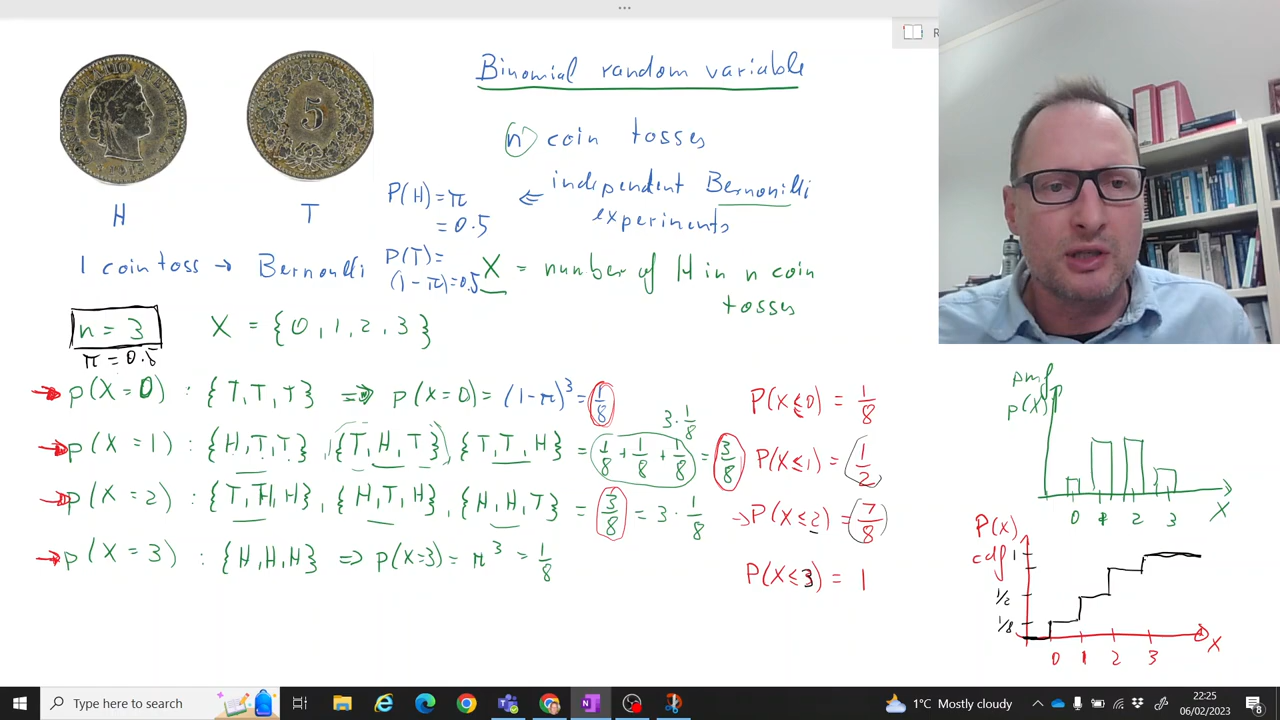 Binomial random variable
n coin tosses
independent Bernoulli
experiments
P(H) = π
= 0.5
H
T
P(T) =
(1 - π) = 0.5
1 coin toss → Bernoulli
X = number of H in n coin
tosses
n = 3
X = {0, 1, 2, 3}
π = 0.5
p(X = 0) : {T, T, T} ⇒ p(X = 0) = (1 - π)³ = 1/8
P(X ≤ 0) = 1/8
3 · 1/8
p(X = 1) : {H, T, T} {T, H, T} {T, T, H} = 1/8 + 1/8 + 1/8 = 3/8
P(X ≤ 1) = 1/2
p(X = 2) : {T, H, H}, {H, T, H}, {H, H, T} = 3/8 = 3 · 1/8
→ P(X ≤ 2) = 7/8
p(X = 3) : {H, H, H} ⇒ p(X = 3) = π³ = 1/8
P(X ≤ 3) = 1
pmf
p(X)
0 1 2 3
X
P(X)
cdf
1
1/2
1/8
0 1 2 3
X
5
Type here to search
1°C Mostly cloudy
22:25
06/02/2023
8